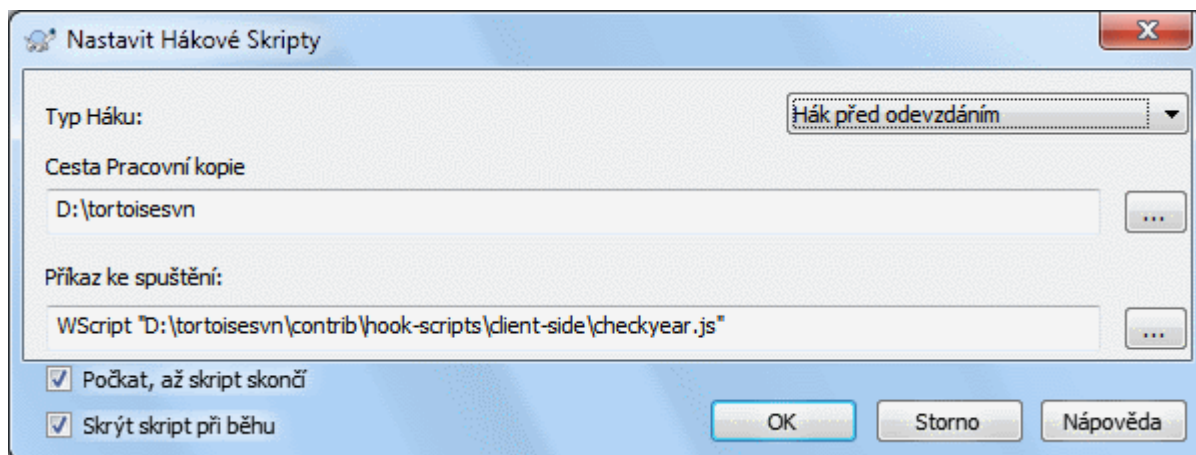 Nastavit Hákové Skripty
Typ Háku:
Hák před odevzdáním
Cesta Pracovní kopie
D:\tortoisesvn
...
Příkaz ke spuštění:
WScript "D:\tortoisesvn\contrib\hook-scripts\client-side\checkyear.js"
...
Počkat, až skript skončí
Skrýt skript při běhu
OK
Storno
Nápověda